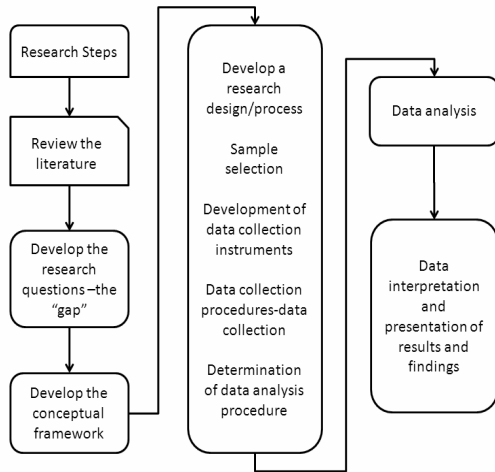 Research Steps
Review the
literature
Develop the
research
questions –the
“gap”
Develop the
conceptual
framework
Develop a
research
design/process
Sample
selection
Development of
data collection
instruments
Data collection
procedures-data
collection
Determination
of data analysis
procedure
Data analysis
Data
interpretation and
presentation of
results and
findings